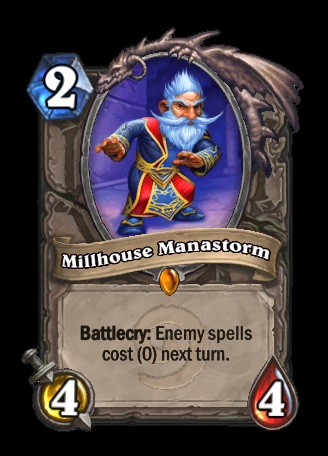 2
Millhouse Manastorm
Battlecry: Enemy spells
cost (0) next turn.
4 4